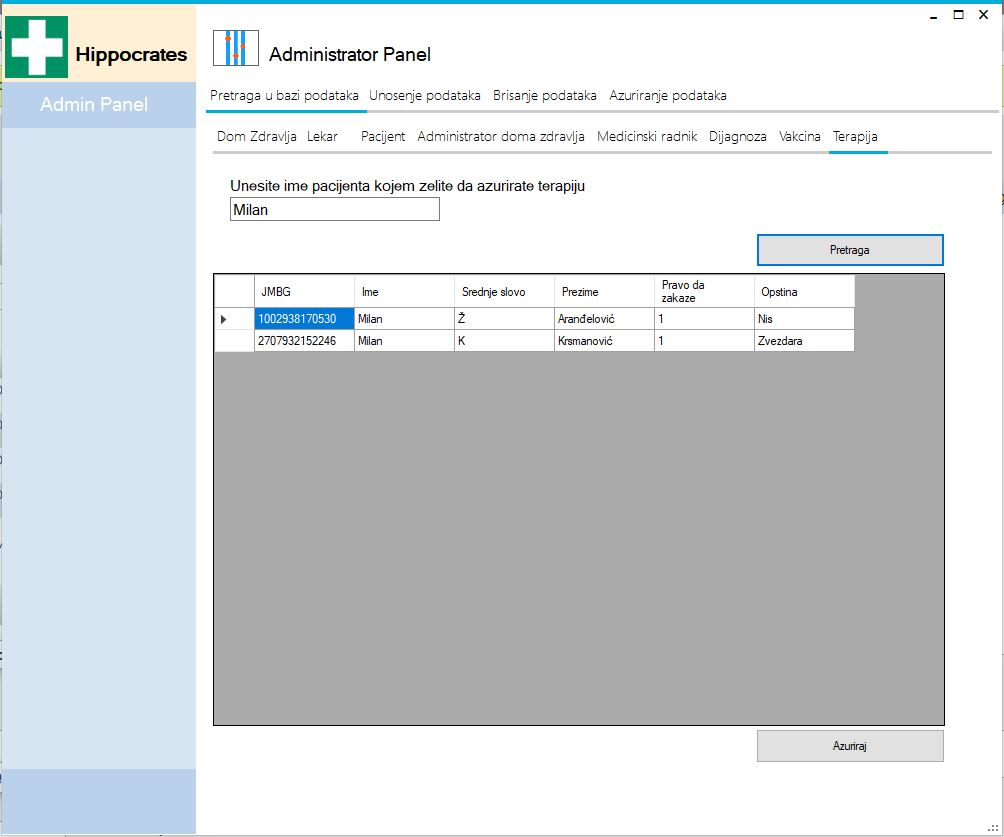 Hippocrates
Admin Panel
Administrator Panel
Pretraga u bazi podataka Unosenje podataka Brisanje podataka Azuriranje podataka
Dom Zdravlja Lekar Pacijent Administrator doma zdravlja Medicinski radnik Dijagnoza Vakcina Terapija
Unesite ime pacijenta kojem zelite da azurirate terapiju
Milan
Pretraga
JMBG Ime Srednje slovo Prezime Pravo da zakaze Opstina
1002938170530 Milan Ž Aranđelović 1 Nis
2707932152246 Milan K Krsmanović 1 Zvezdara
Azuriraj